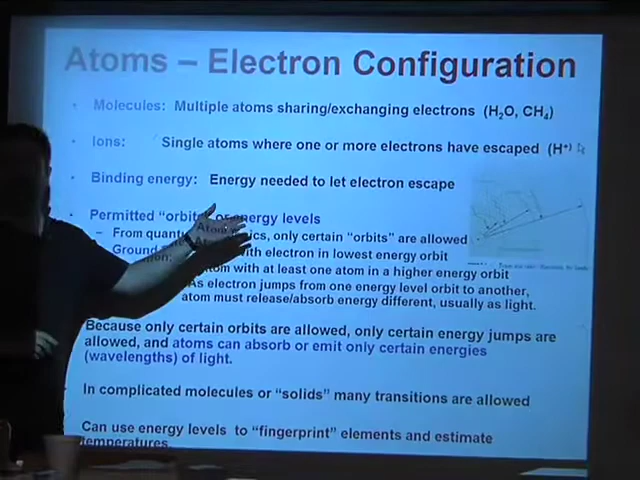 Atoms – Electron Configuration
Molecules: Multiple atoms sharing/exchanging electrons (H₂O, CH₄)
Ions: Single atoms where one or more electrons have escaped (H⁺)
Binding energy: Energy needed to let electron escape
Permitted "orbits" or energy levels
– From quantum, only certain "orbits" are allowed
Ground with electron in lowest energy orbit
with at least one atom in a higher energy orbit
As electron jumps from one energy level orbit to another,
atom must release/absorb energy different, usually as light.
Because only certain orbits are allowed, only certain energy jumps are
allowed, and atoms can absorb or emit only certain energies
(wavelengths) of light.
In complicated molecules or "solids" many transitions are allowed
Can use energy levels to "fingerprint" elements and estimate
temperatures.